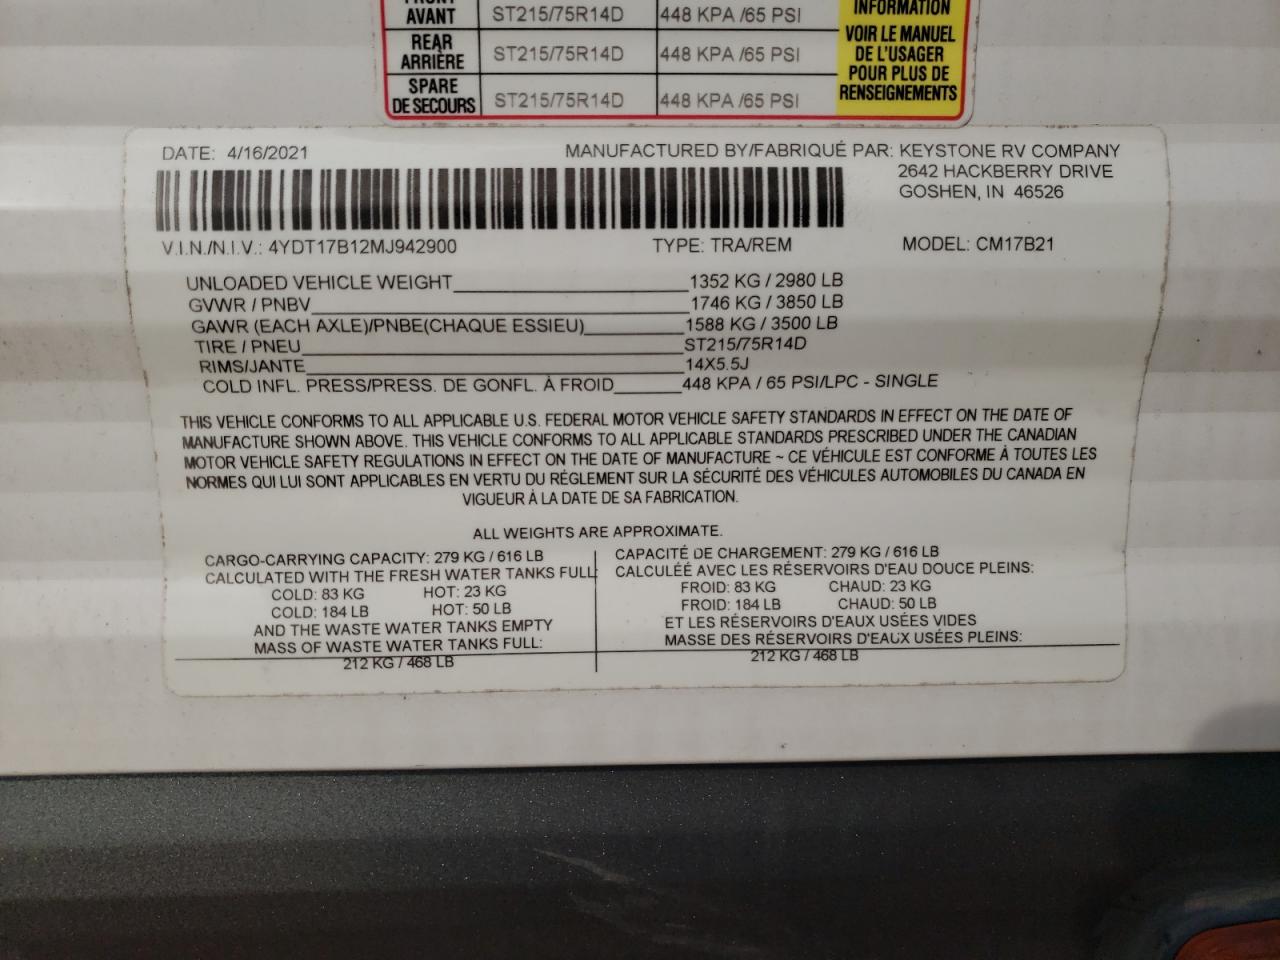 FRONT
AVANT ST215/75R14D 448 KPA /65 PSI
REAR
ARRIÈRE ST215/75R14D 448 KPA /65 PSI
SPARE
DE SECOURS ST215/75R14D 448 KPA /65 PSI
INFORMATION
VOIR LE MANUEL
DE L'USAGER
POUR PLUS DE
RENSEIGNEMENTS
DATE: 4/16/2021 MANUFACTURED BY/FABRIQUÉ PAR: KEYSTONE RV COMPANY
2642 HACKBERRY DRIVE
GOSHEN, IN 46526
V.I.N./N.I.V.: 4YDT17B12MJ942900 TYPE: TRA/REM MODEL: CM17B21
UNLOADED VEHICLE WEIGHT 1352 KG / 2980 LB
GVWR / PNBV 1746 KG / 3850 LB
GAWR (EACH AXLE)/PNBE(CHAQUE ESSIEU) 1588 KG / 3500 LB
TIRE / PNEU ST215/75R14D
RIMS/JANTE 14X5.5J
COLD INFL. PRESS/PRESS. DE GONFL. À FROID 448 KPA / 65 PSI/LPC - SINGLE
THIS VEHICLE CONFORMS TO ALL APPLICABLE U.S. FEDERAL MOTOR VEHICLE SAFETY STANDARDS IN EFFECT ON THE DATE OF
MANUFACTURE SHOWN ABOVE. THIS VEHICLE CONFORMS TO ALL APPLICABLE STANDARDS PRESCRIBED UNDER THE CANADIAN
MOTOR VEHICLE SAFETY REGULATIONS IN EFFECT ON THE DATE OF MANUFACTURE ~ CE VÉHICULE EST CONFORME À TOUTES LES
NORMES QUI LUI SONT APPLICABLES EN VERTU DU RÉGLEMENT SUR LA SÉCURITÉ DES VÉHICULES AUTOMOBILES DU CANADA EN
VIGUEUR À LA DATE DE SA FABRICATION.
ALL WEIGHTS ARE APPROXIMATE.
CARGO-CARRYING CAPACITY: 279 KG / 616 LB
CALCULATED WITH THE FRESH WATER TANKS FULL
COLD: 83 KG HOT: 23 KG
COLD: 184 LB HOT: 50 LB
AND THE WASTE WATER TANKS EMPTY
MASS OF WASTE WATER TANKS FULL:
212 KG / 468 LB
CAPACITÉ DE CHARGEMENT: 279 KG / 616 LB
CALCULÉE AVEC LES RÉSERVOIRS D'EAU DOUCE PLEINS:
FROID: 83 KG CHAUD: 23 KG
FROID: 184 LB CHAUD: 50 LB
ET LES RÉSERVOIRS D'EAUX USÉES VIDES
MASSE DES RÉSERVOIRS D'EAUX USÉES PLEINS:
212 KG / 468 LB